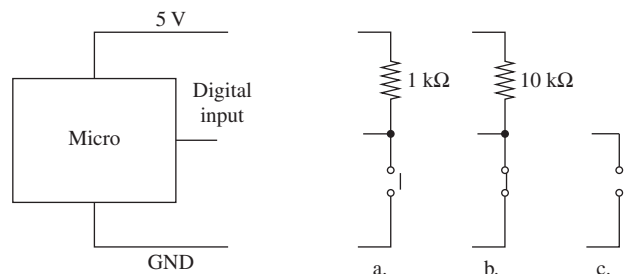 5 V
Digital
input
Micro
GND
1 kΩ
10 kΩ
a.
b.
c.